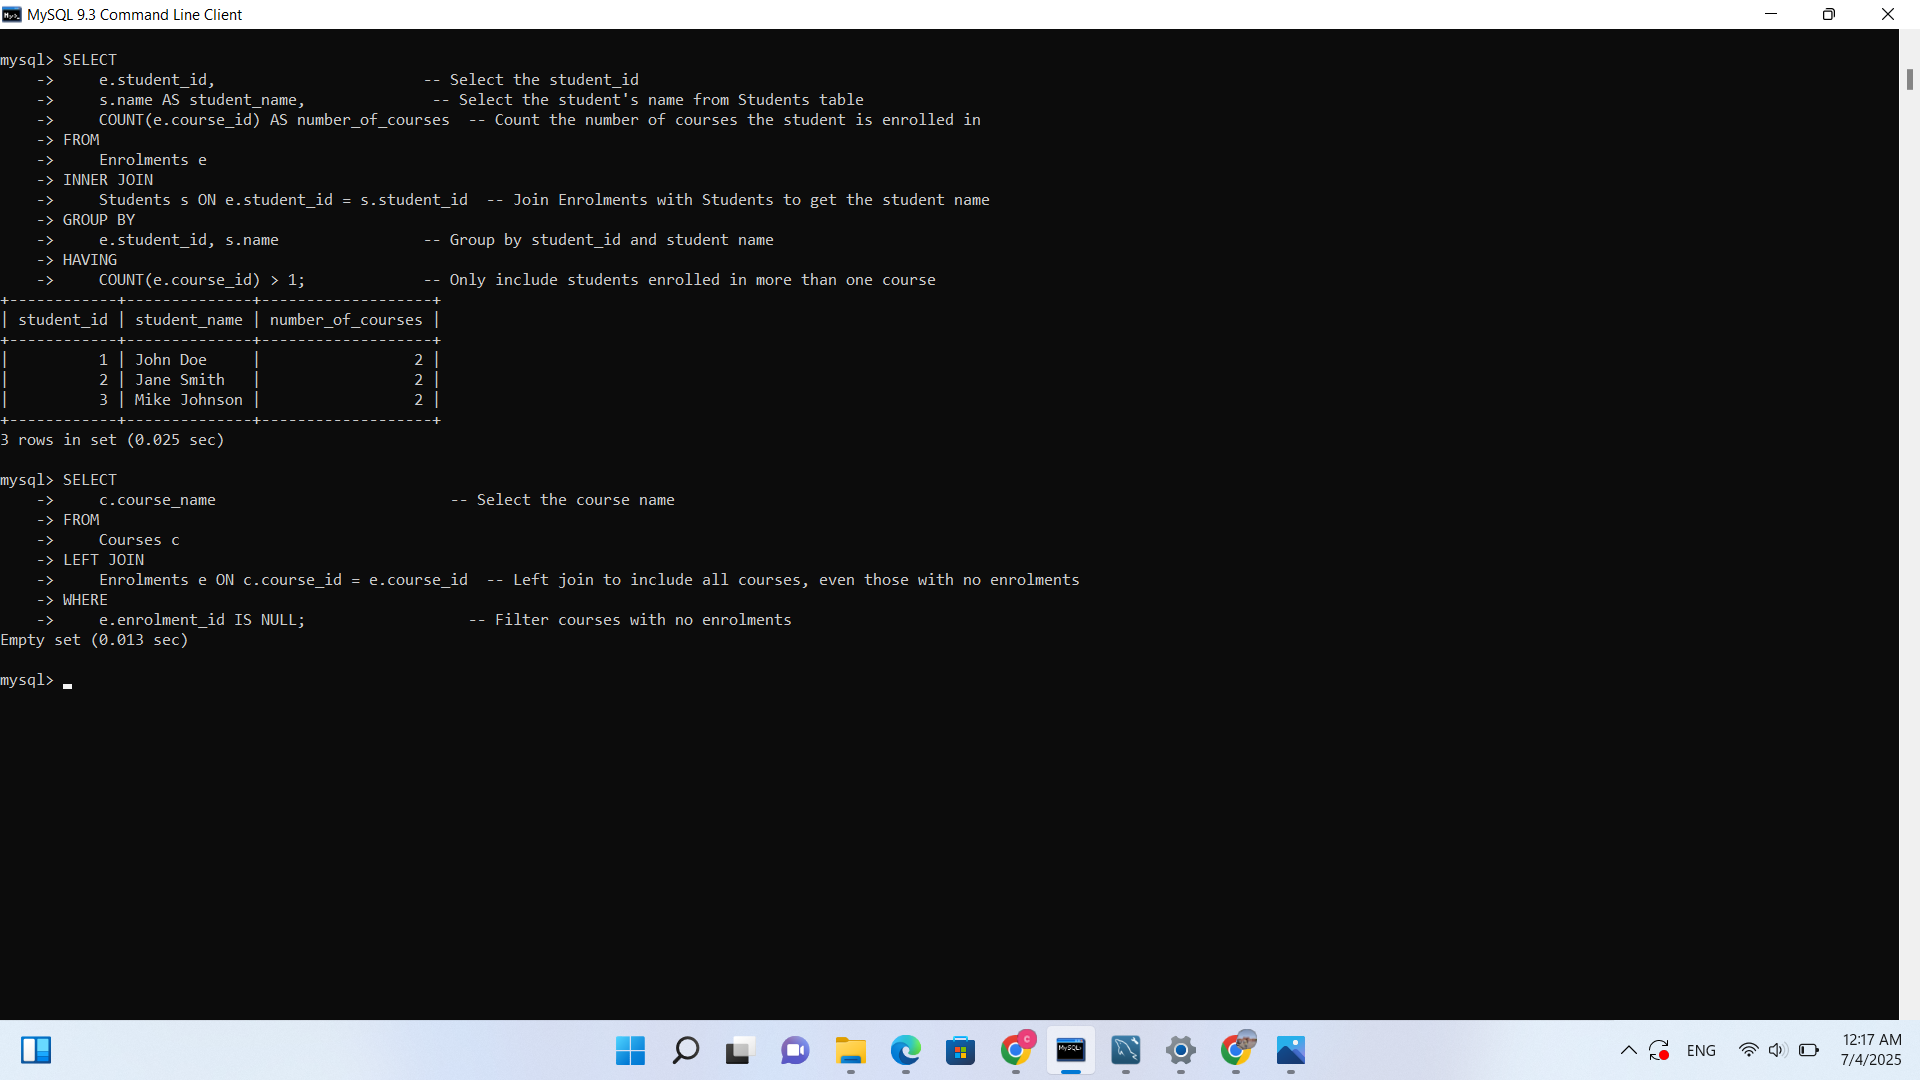 MySQL 9.3 Command Line Client
mysql> SELECT
    ->     e.student_id,                       -- Select the student_id
    ->     s.name AS student_name,              -- Select the student's name from Students table
    ->     COUNT(e.course_id) AS number_of_courses  -- Count the number of courses the student is enrolled in
    -> FROM
    ->     Enrolments e
    -> INNER JOIN
    ->     Students s ON e.student_id = s.student_id  -- Join Enrolments with Students to get the student name
    -> GROUP BY
    ->     e.student_id, s.name                -- Group by student_id and student name
    -> HAVING
    ->     COUNT(e.course_id) > 1;             -- Only include students enrolled in more than one course
+------------+--------------+-------------------+
| student_id | student_name | number_of_courses |
+------------+--------------+-------------------+
|          1 | John Doe     |                 2 |
|          2 | Jane Smith   |                 2 |
|          3 | Mike Johnson |                 2 |
+------------+--------------+-------------------+
3 rows in set (0.025 sec)
mysql> SELECT
    ->     c.course_name                          -- Select the course name
    -> FROM
    ->     Courses c
    -> LEFT JOIN
    ->     Enrolments e ON c.course_id = e.course_id  -- Left join to include all courses, even those with no enrolments
    -> WHERE
    ->     e.enrolment_id IS NULL;                  -- Filter courses with no enrolments
Empty set (0.013 sec)
mysql> _
C
MySQL
ENG
12:17 AM
7/4/2025